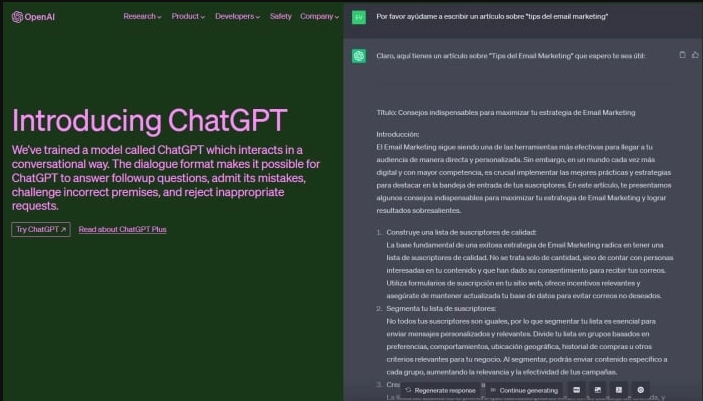 OpenAI
Research Product Developers Safety Company
Introducing ChatGPT
We've trained a model called ChatGPT which interacts in a
conversational way. The dialogue format makes it possible for
ChatGPT to answer followup questions, admit its mistakes,
challenge incorrect premises, and reject inappropriate
requests.
Try ChatGPT ↗ Read about ChatGPT Plus
EV
Por favor ayúdame a escribir un artículo sobre "tips del email marketing"
Claro, aquí tienes un artículo sobre "Tips del Email Marketing" que espero te sea útil:
Título: Consejos indispensables para maximizar tu estrategia de Email Marketing
Introducción:
El Email Marketing sigue siendo una de las herramientas más efectivas para llegar a tu
audiencia de manera directa y personalizada. Sin embargo, en un mundo cada vez más
digital y con mayor competencia, es crucial implementar las mejores prácticas y estrategias
para destacar en la bandeja de entrada de tus suscriptores. En este artículo, te presentamos
algunos consejos indispensables para maximizar tu estrategia de Email Marketing y lograr
resultados sobresalientes.
1. Construye una lista de suscriptores de calidad:
La base fundamental de una exitosa estrategia de Email Marketing radica en tener una
lista de suscriptores de calidad. No se trata solo de cantidad, sino de contar con personas
interesadas en tu contenido y que han dado su consentimiento para recibir tus correos.
Utiliza formularios de suscripción en tu sitio web, ofrece incentivos relevantes y
asegúrate de mantener actualizada tu base de datos para evitar correos no deseados.
2. Segmenta tu lista de suscriptores:
No todos tus suscriptores son iguales, por lo que segmentar tu lista es esencial para
enviar mensajes personalizados y relevantes. Divide tu lista en grupos basados en
preferencias, comportamientos, ubicación geográfica, historial de compras u otros
criterios relevantes para tu negocio. Al segmentar, podrás enviar contenido específico a
cada grupo, aumentando la relevancia y la efectividad de tus campañas.
3.
Regenerate response Continue generating